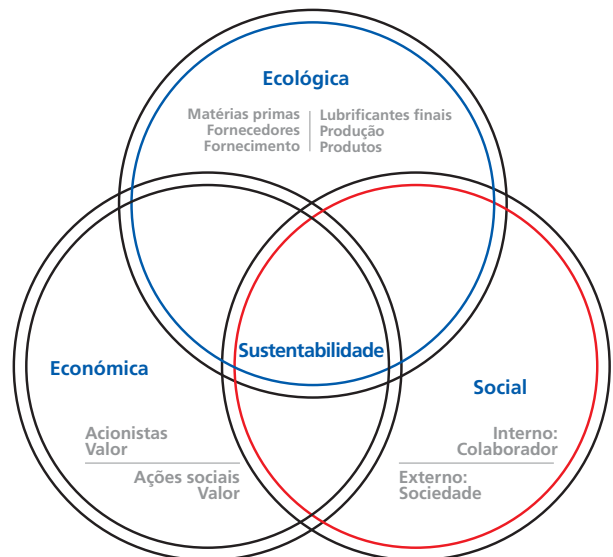 Ecológica
Matérias primas
Fornecedores
Fornecimento
Lubrificantes finais
Produção
Produtos
Sustentabilidade
Económica
Acionistas
Valor
Ações sociais
Valor
Social
Interno:
Colaborador
Externo:
Sociedade